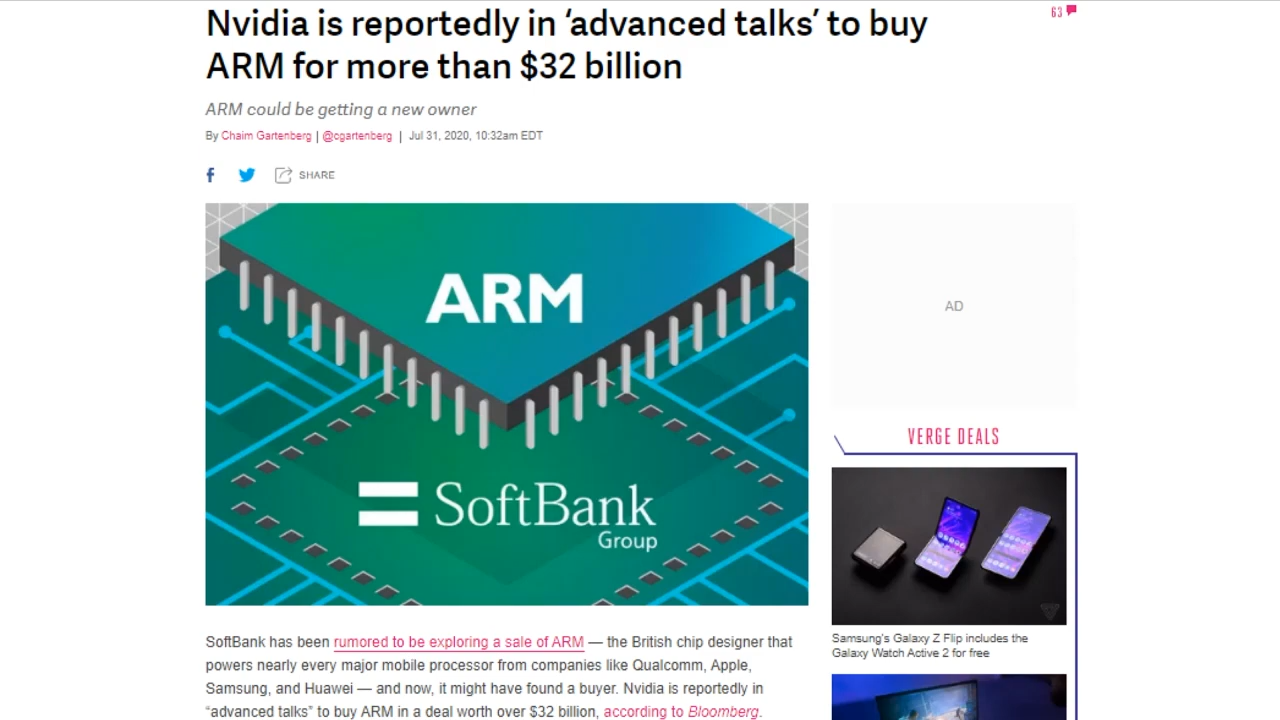 Nvidia is reportedly in ‘advanced talks’ to buy
ARM for more than $32 billion
63
ARM could be getting a new owner
By Chaim Gartenberg | @cgartenberg | Jul 31, 2020, 10:32am EDT
SHARE
ARM
SoftBank
Group
AD
VERGE DEALS
Samsung's Galaxy Z Flip includes the
Galaxy Watch Active 2 for free
SoftBank has been rumored to be exploring a sale of ARM — the British chip designer that
powers nearly every major mobile processor from companies like Qualcomm, Apple,
Samsung, and Huawei — and now, it might have found a buyer. Nvidia is reportedly in
“advanced talks” to buy ARM in a deal worth over $32 billion, according to Bloomberg.